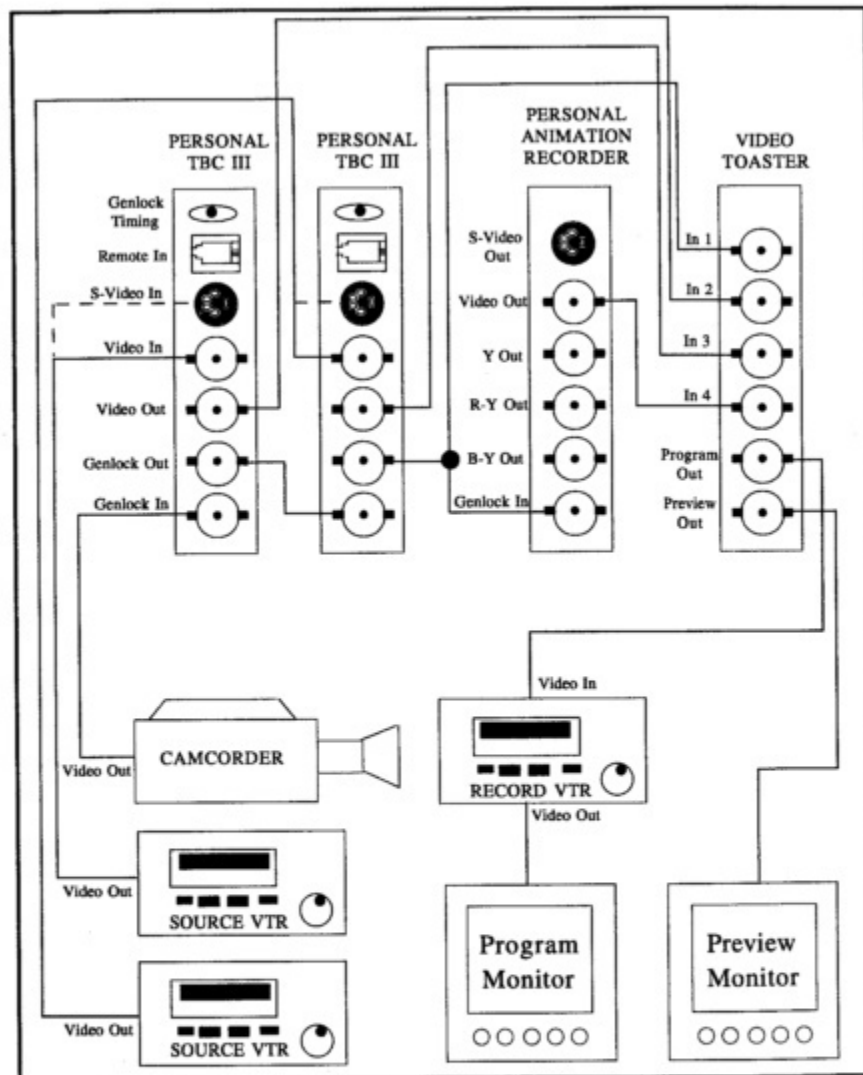 PERSONAL
TBC III
PERSONAL
TBC III
PERSONAL
ANIMATION
RECORDER
VIDEO
TOASTER
Genlock
Timing
Remote In
S-Video In
Video In
Video Out
Genlock Out
Genlock In
S-Video
Out
Video Out
Y Out
R-Y Out
B-Y Out
Genlock In
In 1
In 2
In 3
In 4
Program
Out
Preview
Out
Video Out
CAMCORDER
Video In
RECORD VTR
Video Out
Video Out
SOURCE VTR
Video Out
SOURCE VTR
Program
Monitor
Preview
Monitor